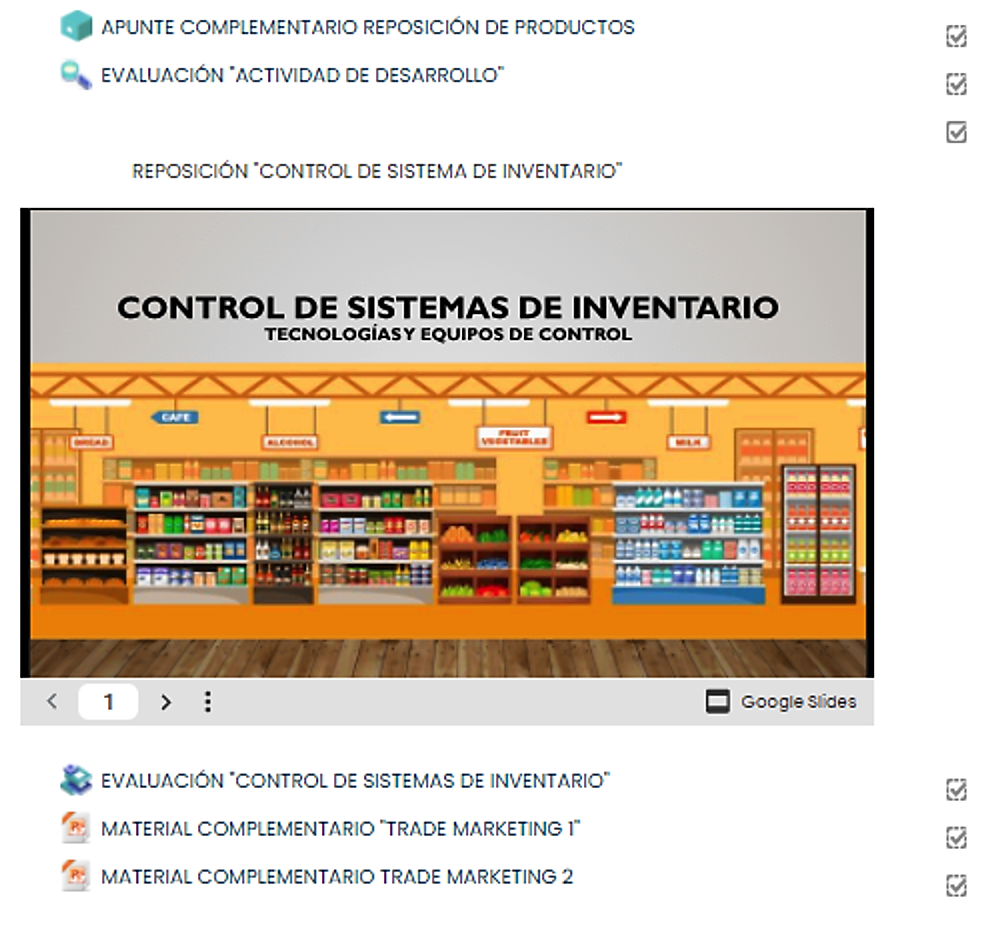 APUNTE COMPLEMENTARIO REPOSICIÓN DE PRODUCTOS
EVALUACIÓN "ACTIVIDAD DE DESARROLLO"
REPOSICIÓN "CONTROL DE SISTEMA DE INVENTARIO"
CONTROL DE SISTEMAS DE INVENTARIO
TECNOLOGÍAS Y EQUIPOS DE CONTROL
CAFE
BREAD
ALCOHOL
FRUIT
VEGETABLES
MILK
1
Google Slides
EVALUACIÓN "CONTROL DE SISTEMAS DE INVENTARIO"
MATERIAL COMPLEMENTARIO "TRADE MARKETING 1"
MATERIAL COMPLEMENTARIO TRADE MARKETING 2